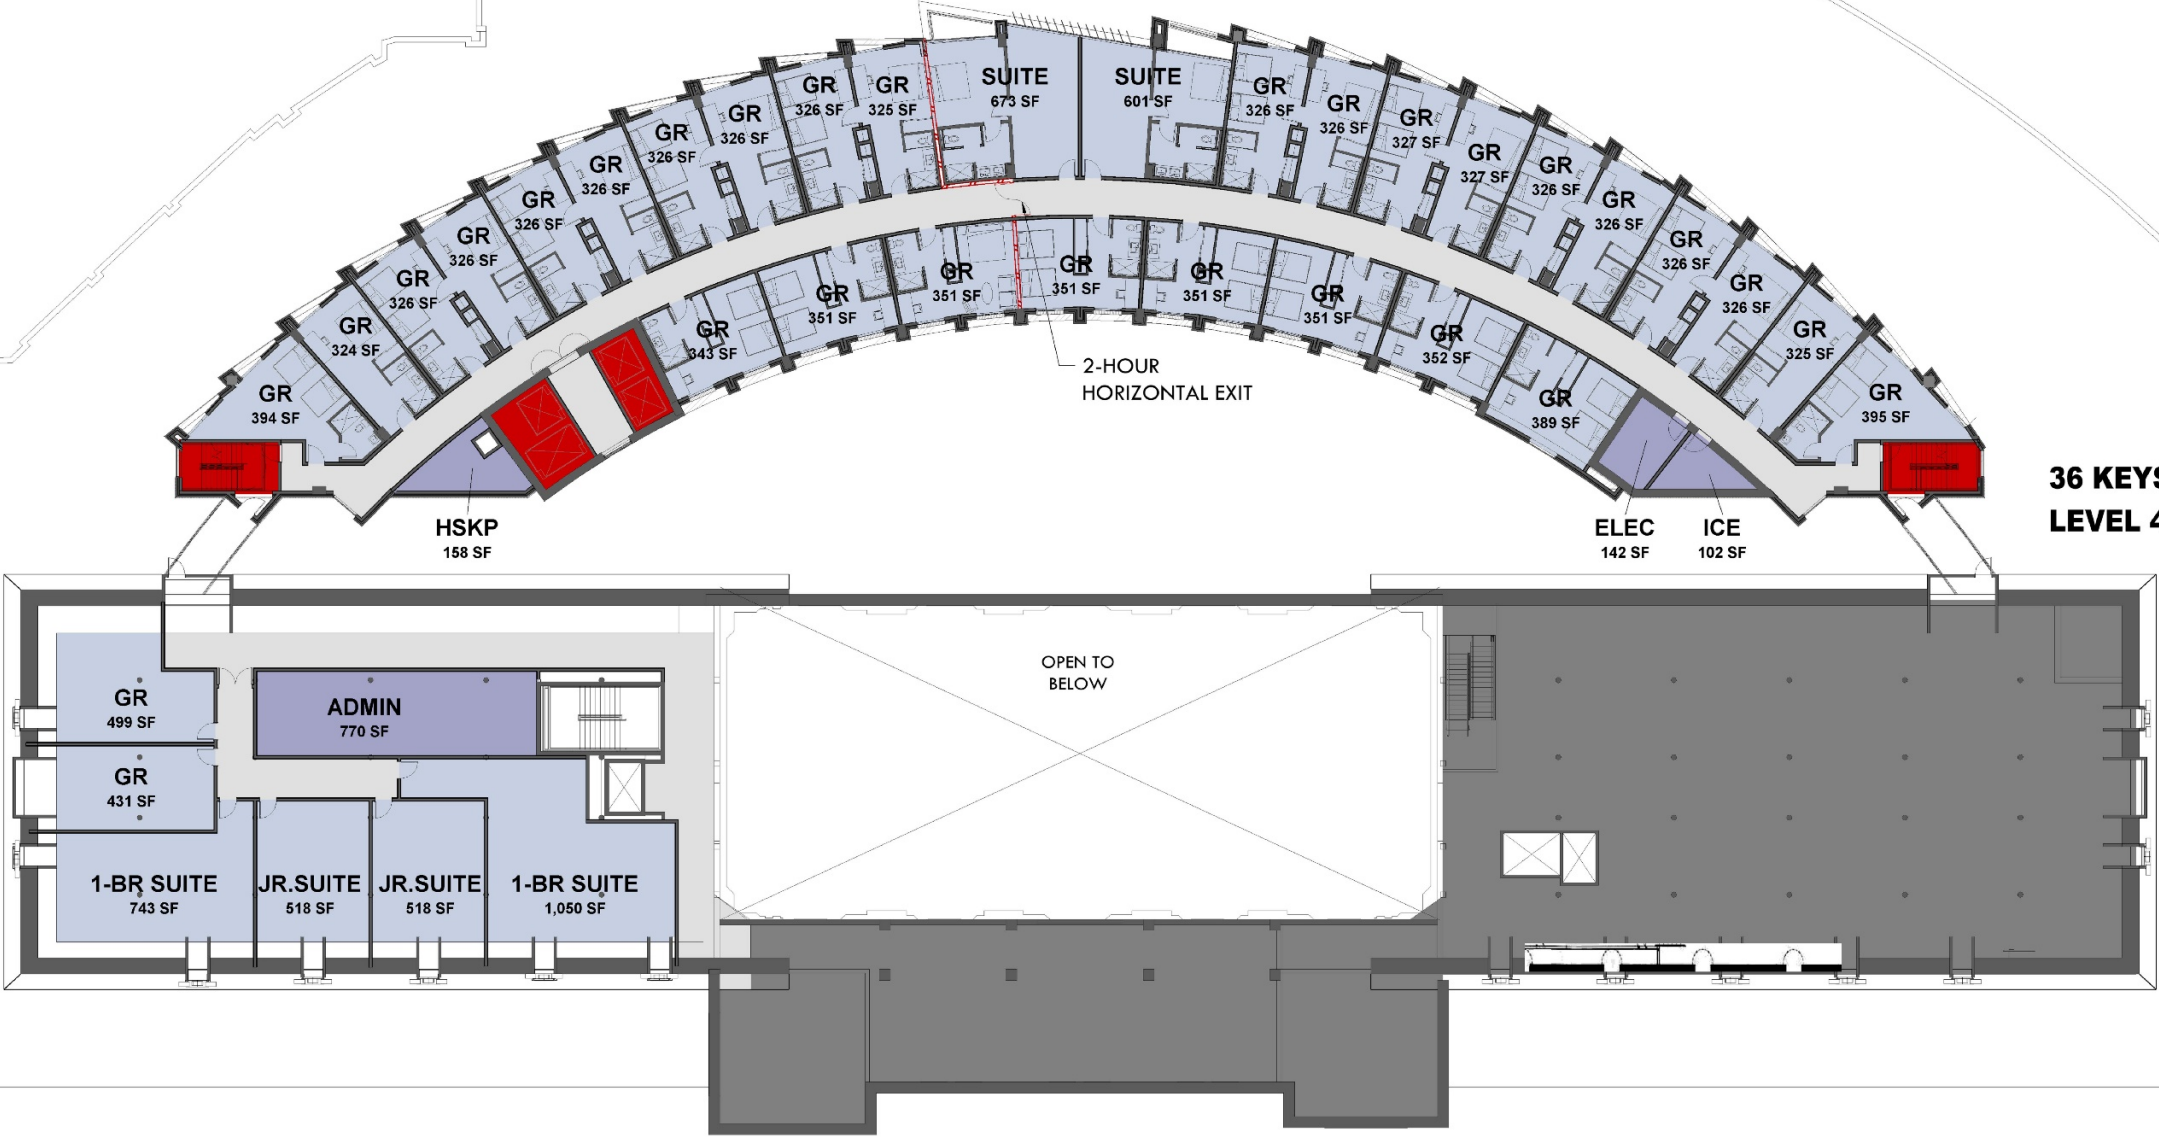 SUITE
673 SF
SUITE
601 SF
GR
394 SF
GR
324 SF
GR
326 SF
GR
326 SF
GR
326 SF
GR
326 SF
GR
326 SF
GR
326 SF
GR
326 SF
GR
325 SF
GR
326 SF
GR
326 SF
GR
327 SF
GR
327 SF
GR
326 SF
GR
326 SF
GR
326 SF
GR
326 SF
GR
325 SF
GR
395 SF
GR
343 SF
GR
351 SF
GR
351 SF
GR
351 SF
GR
351 SF
GR
351 SF
GR
352 SF
GR
389 SF
2-HOUR
HORIZONTAL EXIT
36 KEYS
LEVEL 4
HSKP
158 SF
ELEC
142 SF
ICE
102 SF
OPEN TO
BELOW
GR
499 SF
ADMIN
770 SF
GR
431 SF
1-BR SUITE
743 SF
JR.SUITE
518 SF
JR.SUITE
518 SF
1-BR SUITE
1,050 SF